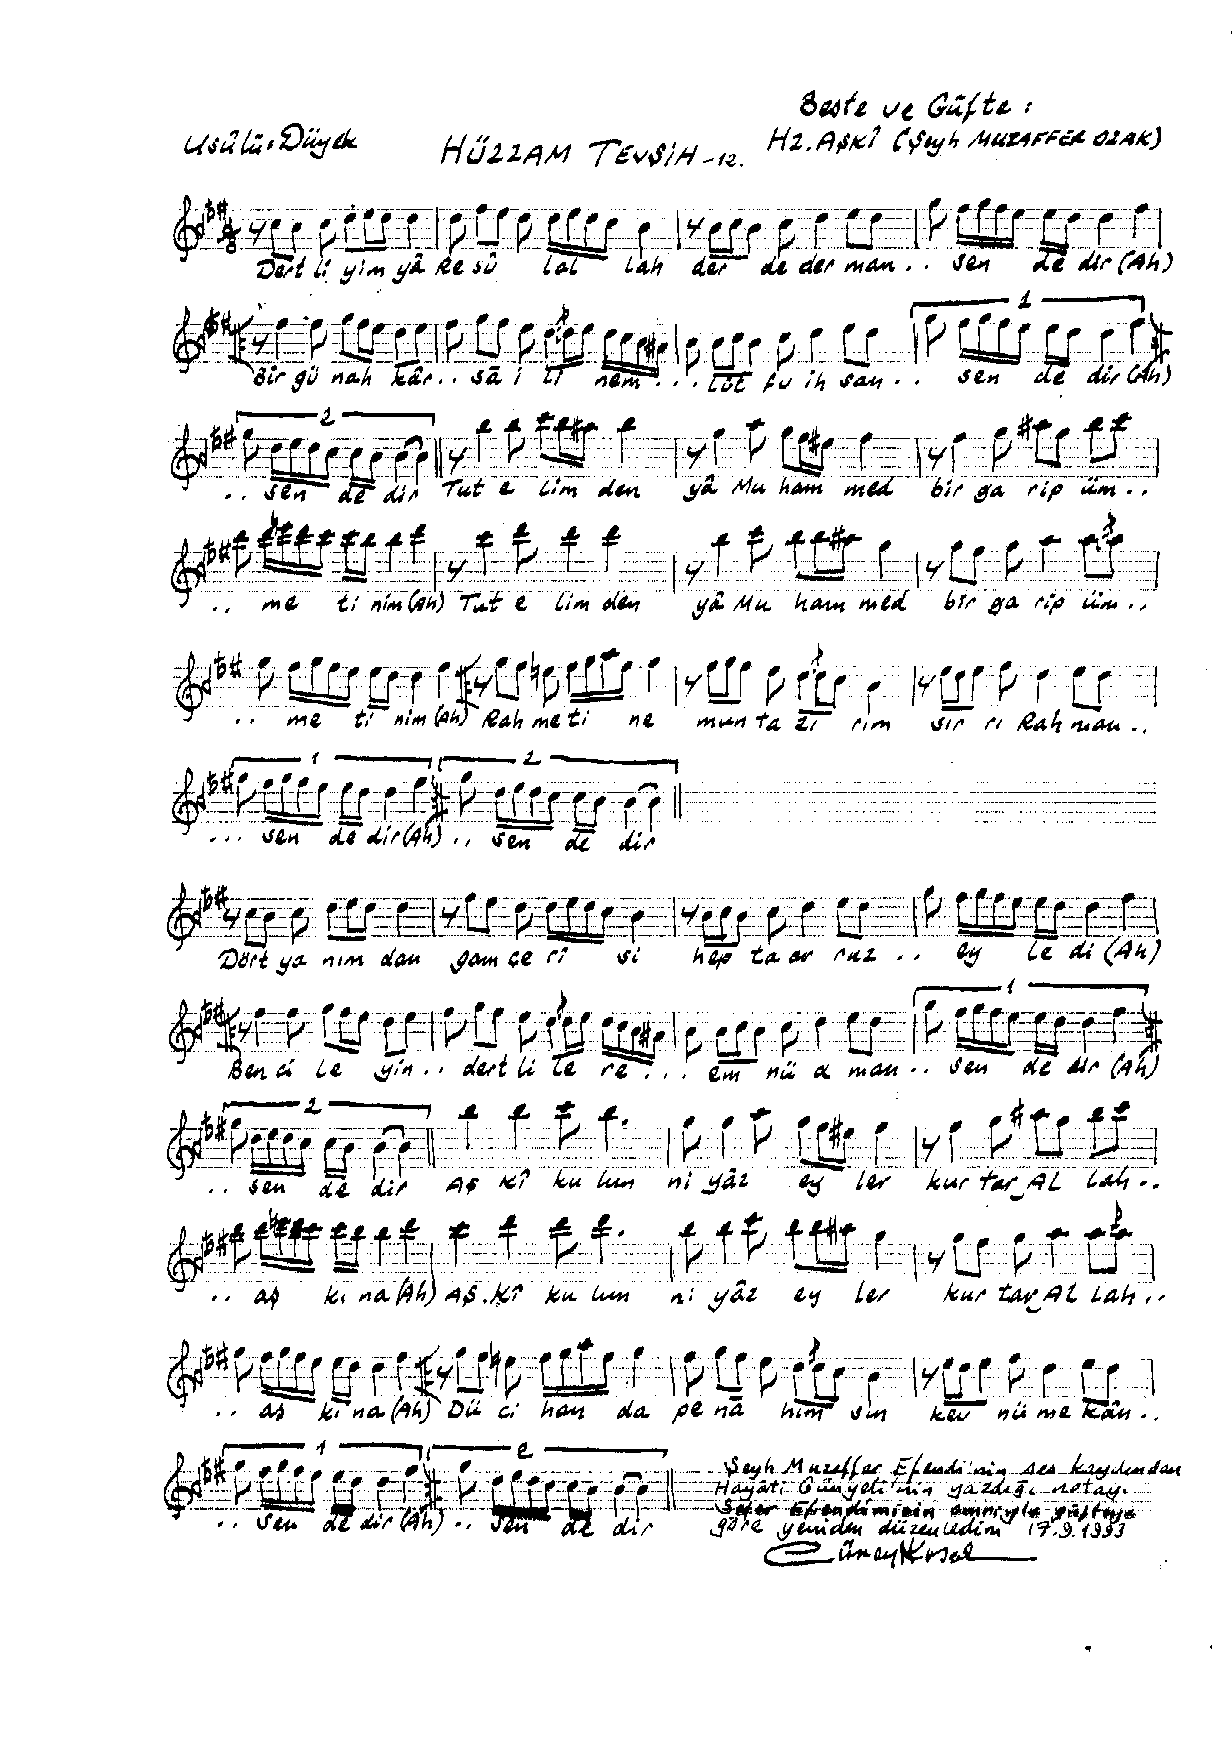 Beste ve Güfte :
Usûlü: Düyek HÜZZAM TEVŞİH -12. HZ. AŞKÎ (Şeyh MUZAFFER OZAK)
8 8
Dert li yim yâ Re sû lal lah der de der man . . sen de dir (Ah)
1
Bir gü nah kâr . . sâ i li nem . . . Lût fu ih san . . sen de dir (Ah)
2
. . sen de dir Tut e lim den yâ Mu ham med bir ga rip üm . .
. . me ti nim (Ah) Tut e lim den yâ Mu ham med bir ga rip üm . .
. . me ti nim (Ah) Rah me ti ne mun ta zi rim sır rı Rah man . .
1 2
. . . sen de dir (Ah) . . sen de dir
Dört ya nım dan gam çe ri si hep ta ar ruz . . ey le di (Ah)
1
Ben ci le yin . . dert li le re . . . em nü a man . . sen de dir (Ah)
2
. . sen de dir AŞ KÎ ku lun ni yâz ey ler kur tar AL Lah . .
. . aş kı na (Ah) AŞ . KÎ ku lun ni yâz ey ler kur tar AL Lah . .
. . aş kı na (Ah) Dü ci han da pe nâ hım sın kev nü me kân . .
1 2
. . sen de dir (Ah) . . sen de dir
Şeyh Muzaffer Efendi'nin ses kaydından
Hayâti Günyeli'nin yazdığı notayı
Sefer Efendimizin emriyle güfteye
göre yeniden düzenledim 17.9.1993